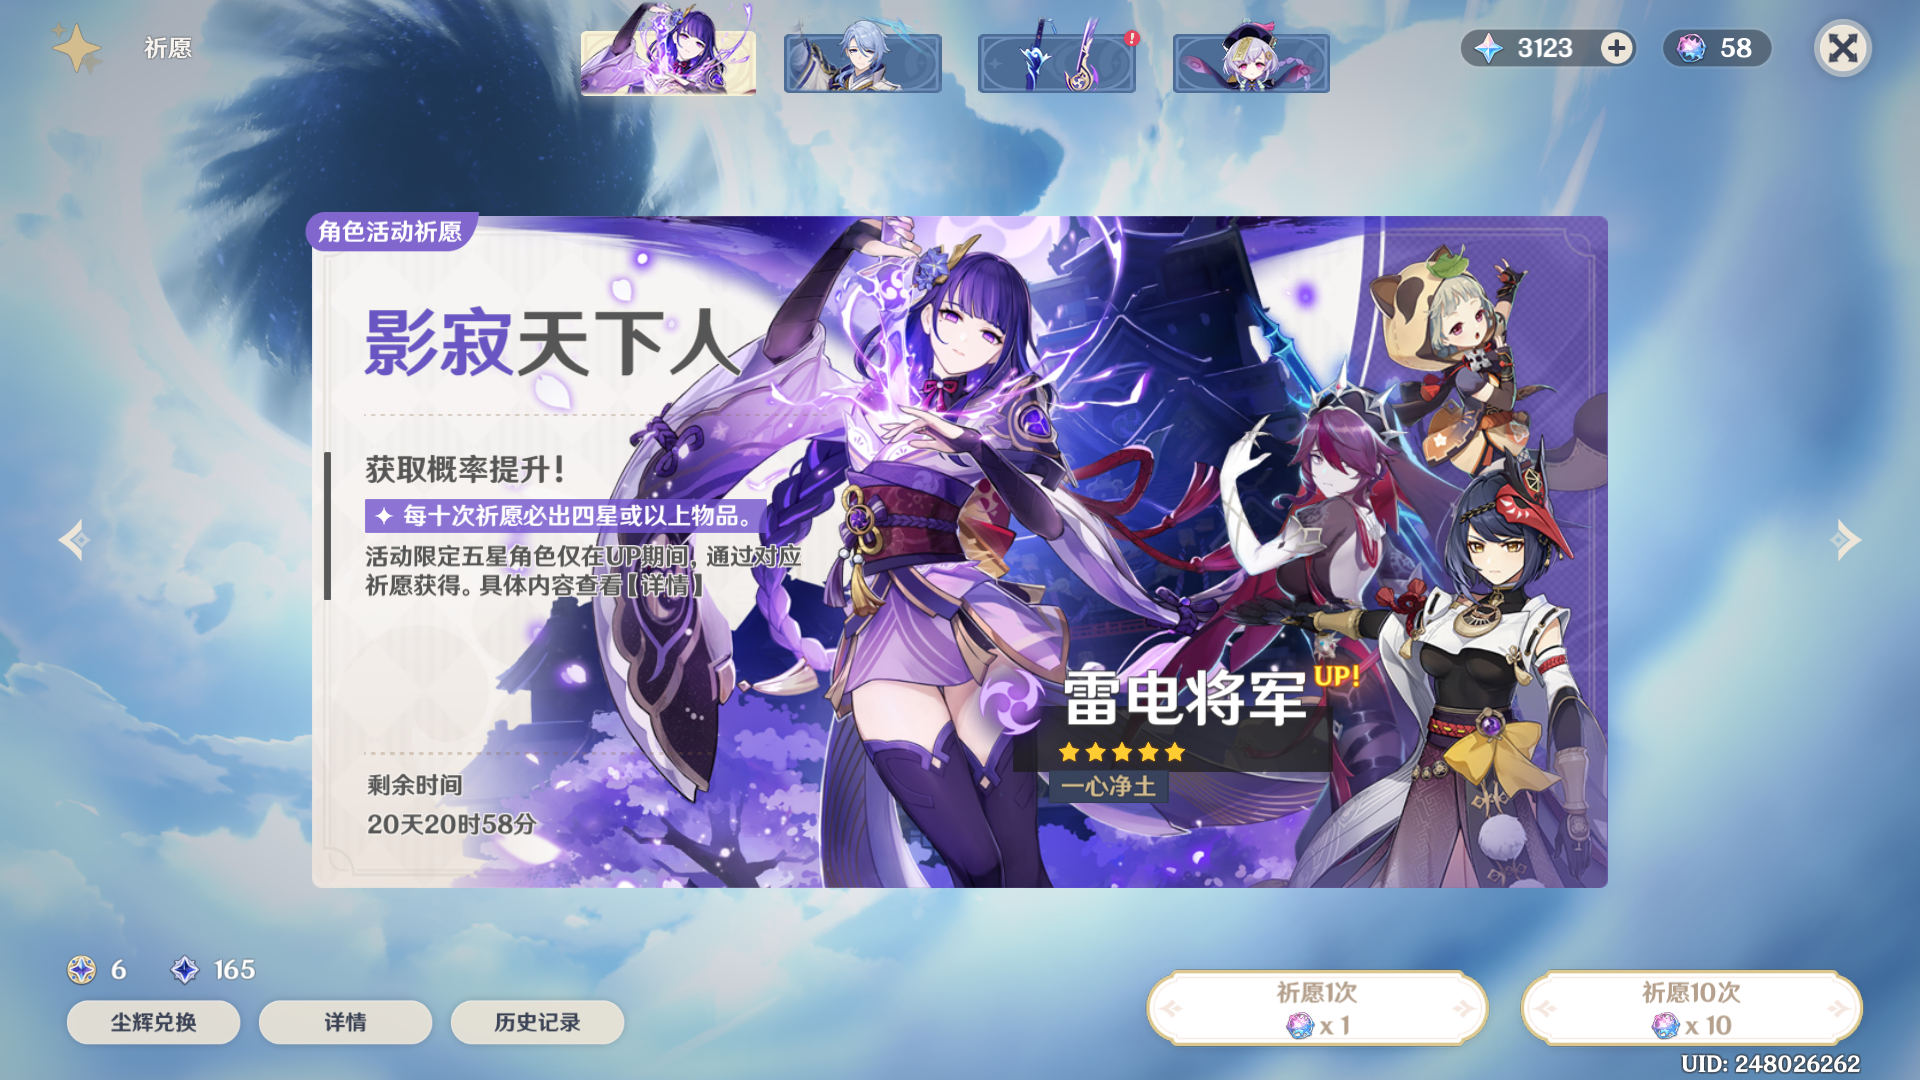 祈愿
3123
58
角色活动祈愿
影寂天下人
获取概率提升！
每十次祈愿必出四星或以上物品。
活动限定五星角色仅在UP期间，通过对应
祈愿获得。具体内容查看【详情】
雷电将军 UP!
一心净土
剩余时间
20天20时58分
6
165
尘辉兑换
详情
历史记录
祈愿1次
x 1
祈愿10次
x 10
UID: 248026262